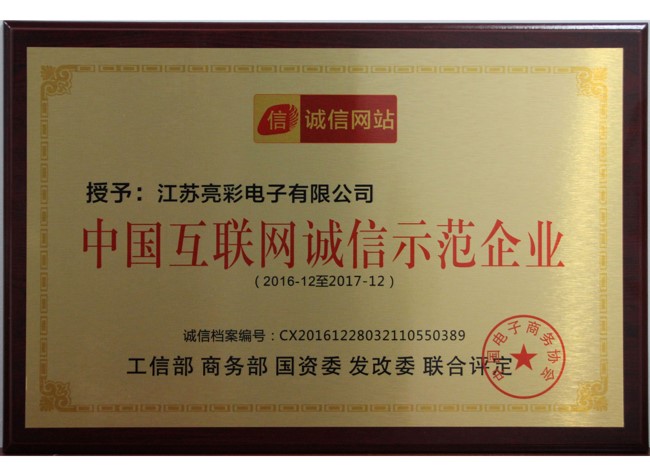 信 诚信网站
授予：江苏亮彩电子有限公司
中国互联网诚信示范企业
（2016-12至2017-12）
诚信档案编号：CX20161228032110550389
工信部 商务部 国资委 发改委 联合评定
中国电子商务协会